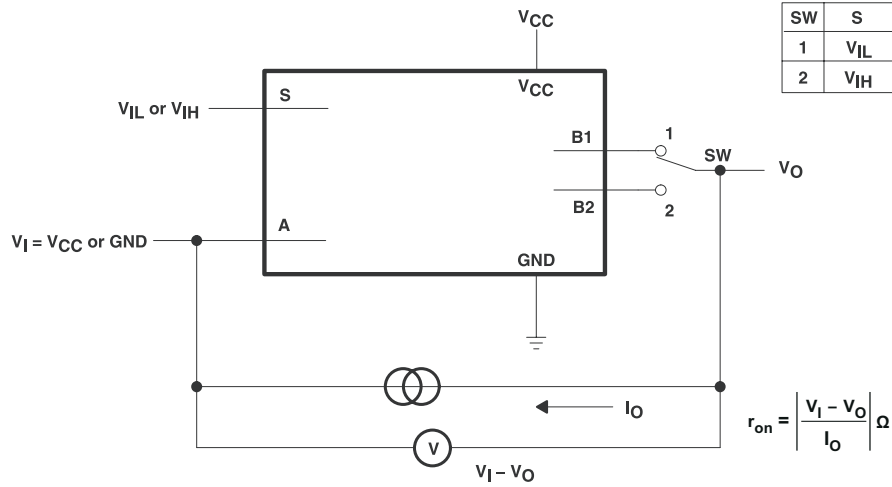 VCC
SW S
1 VIL
2 VIH
VCC
S
VIL or VIH
B1
1
SW
VO
B2
2
A
VI = VCC or GND
GND
IO
ron = |VI – VO / IO| Ω
V
VI – VO